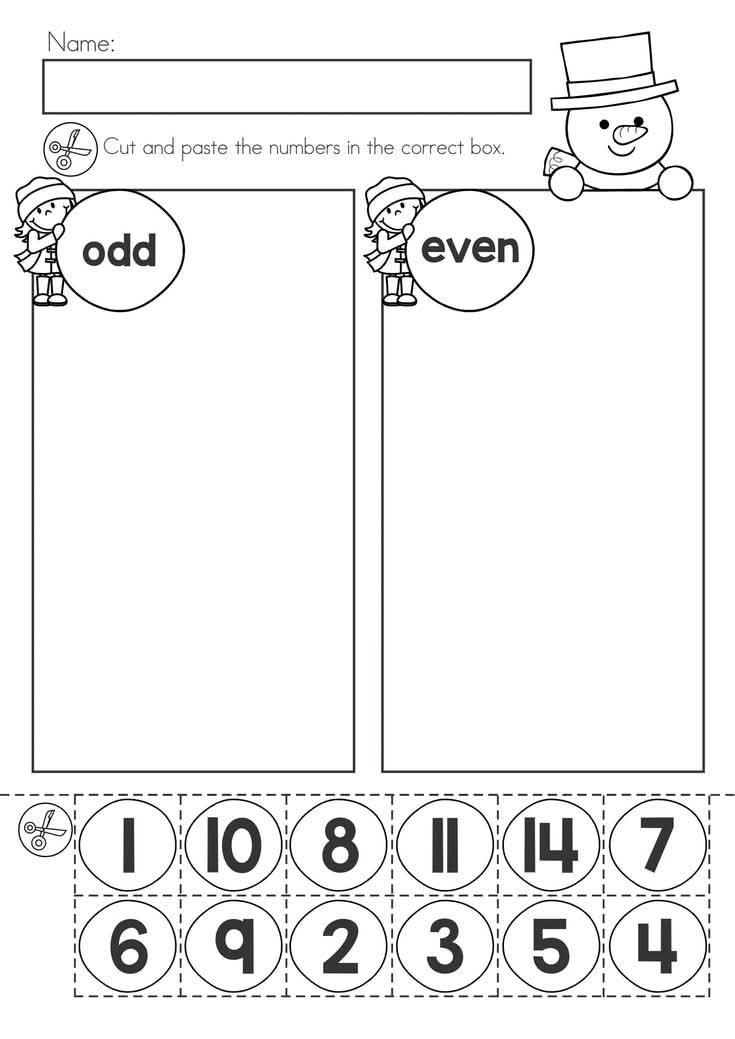 Name:
Cut and paste the numbers in the correct box.
odd even
1 10 8 11 14 7
6 9 2 3 5 4